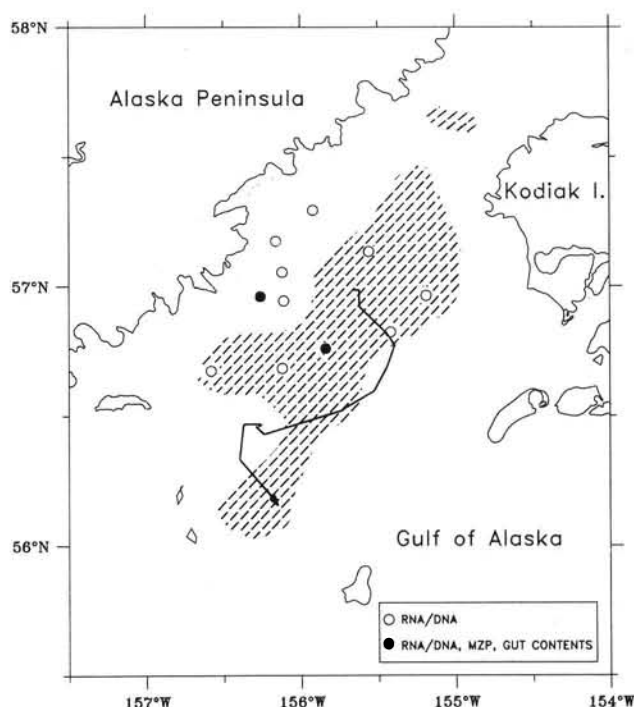 58°N
Alaska Peninsula
Kodiak I.
57°N
56°N
Gulf of Alaska
RNA/DNA
RNA/DNA, MZP, GUT CONTENTS
157°W
156°W
155°W
154°W